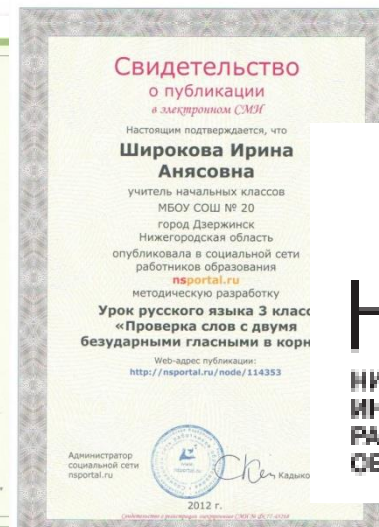 Свидетельство
о публикации
в электронном СМИ
Настоящим подтверждается, что
Широкова Ирина
Анясовна
учитель начальных классов
МБОУ СОШ № 20
город Дзержинск
Нижегородская область
опубликовала в социальной сети
работников образования
nsportal.ru
методическую разработку
Урок русского языка 3 класс
«Проверка слов с двумя
безударными гласными в корн
Web-адрес публикации:
http://nsportal.ru/node/114353
Администратор
социальной сети
nsportal.ru
Кадыко
2012 г.
Н
НИ
ИН
РА
ОБ